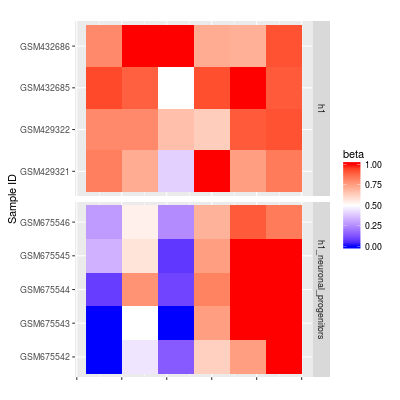 GSM432686
GSM432685
GSM429322
GSM429321
h1
GSM675546
GSM675545
GSM675544
GSM675543
GSM675542
h1_neuronal_progenitors
Sample ID
beta
1.00
0.75
0.50
0.25
0.00